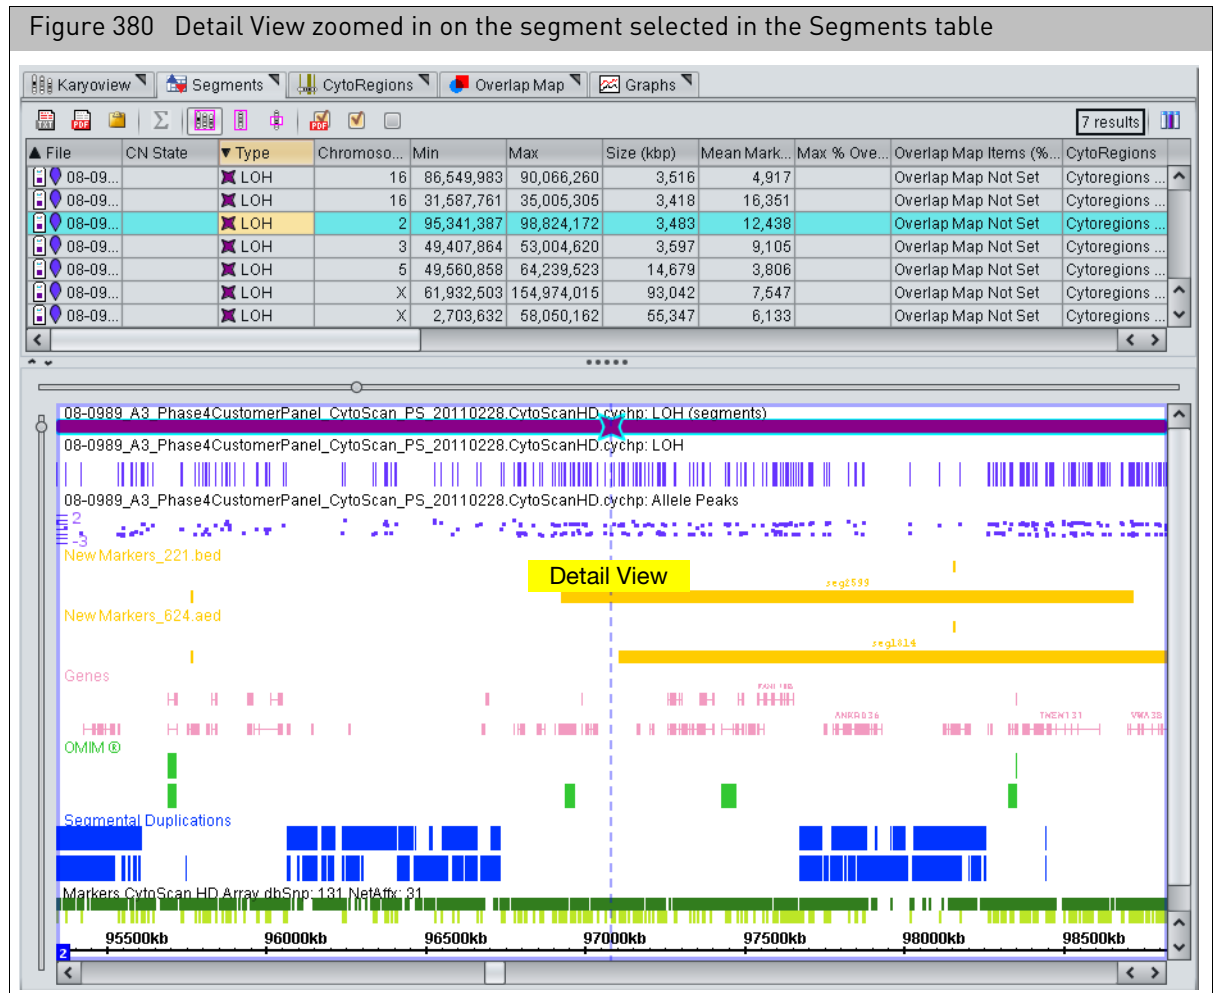 Figure 380 Detail View zoomed in on the segment selected in the Segments table
Karyoview Segments CytoRegions Overlap Map Graphs
TXT PDF Σ PDF 7 results
▲ File CN State ▼ Type Chromoso... Min Max Size (kbp) Mean Mark... Max % Ove... Overlap Map Items (%... CytoRegions
08-09... LOH 16 86,549,983 90,066,260 3,516 4,917 Overlap Map Not Set Cytoregions ...
08-09... LOH 16 31,587,761 35,005,305 3,418 16,351 Overlap Map Not Set Cytoregions ...
08-09... LOH 2 95,341,387 98,824,172 3,483 12,438 Overlap Map Not Set Cytoregions ...
08-09... LOH 3 49,407,864 53,004,620 3,597 9,105 Overlap Map Not Set Cytoregions ...
08-09... LOH 5 49,560,858 64,239,523 14,679 3,806 Overlap Map Not Set Cytoregions ...
08-09... LOH X 61,932,503 154,974,015 93,042 7,547 Overlap Map Not Set Cytoregions ...
08-09... LOH X 2,703,632 58,050,162 55,347 6,133 Overlap Map Not Set Cytoregions ...
08-0989_A3_Phase4CustomerPanel_CytoScan_PS_20110228.CytoScanHD.cychp: LOH (segments)
08-0989_A3_Phase4CustomerPanel_CytoScan_PS_20110228.CytoScanHD.cychp: LOH
08-0989_A3_Phase4CustomerPanel_CytoScan_PS_20110228.CytoScanHD.cychp: Allele Peaks
2
-3
New Markers_221.bed
Detail View
seg2599
New Markers_624.aed
seg1814
Genes
ANKRD36 TMEM131 VWA3B
OMIM ®
Segmental Duplications
Markers CytoScan HD Array dbSnp: 131 NetAffx: 31
95500kb 96000kb 96500kb 97000kb 97500kb 98000kb 98500kb
2